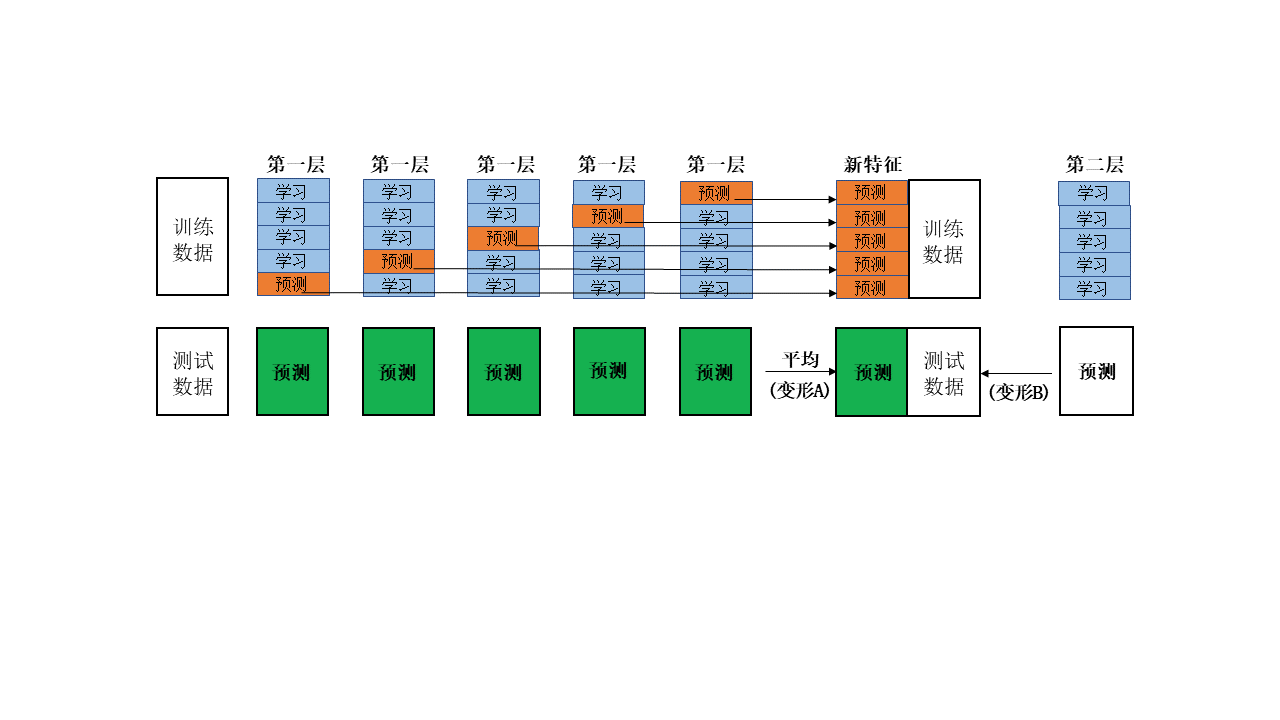 第一层 第一层 第一层 第一层 第一层 新特征 第二层
训练
数据
学习 学习 学习 学习 预测 预测 学习
学习 学习 学习 预测 学习 预测 学习
学习 学习 预测 学习 学习 预测 学习
学习 预测 学习 学习 学习 预测 学习
预测 学习 学习 学习 学习 预测 学习
训练
数据
测试
数据
预测 预测 预测 预测 预测
平均
(变形A)
预测
测试
数据
(变形B)
预测